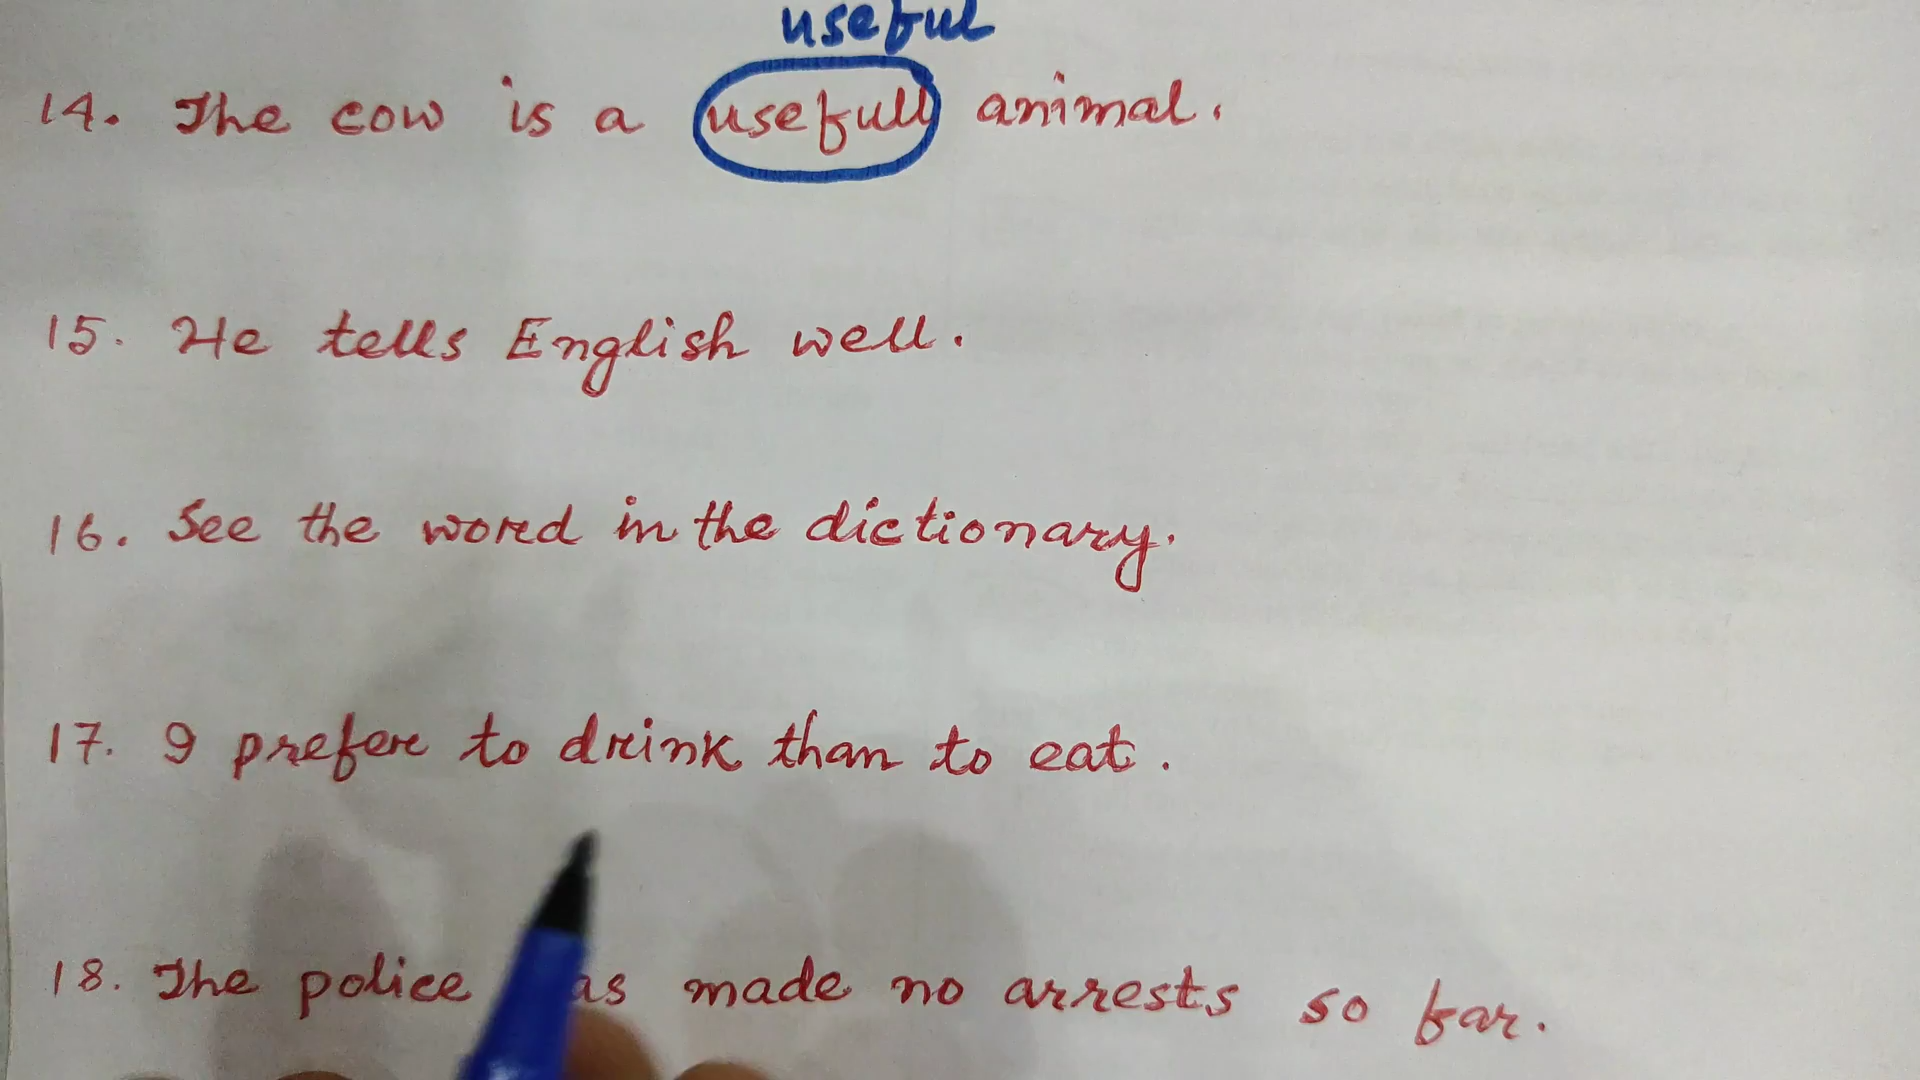 useful
14. The cow is a usefull animal.
15. He tells English well.
16. See the word in the dictionary.
17. I prefer to drink than to eat.
18. The police as made no arrests so far.